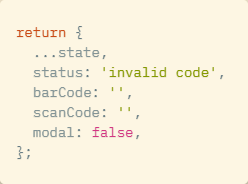 return {
  ...state,
  status: 'invalid code',
  barCode: '',
  scanCode: '',
  modal: false,
};